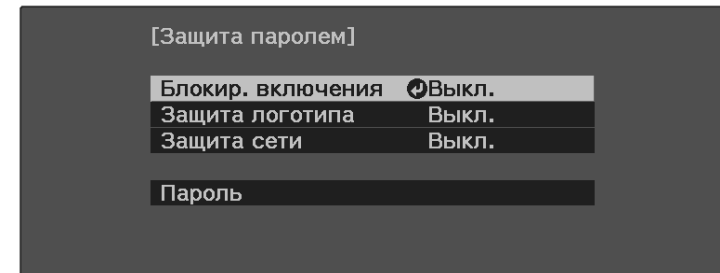 [Защита паролем]
Блокир. включения Выкл.
Защита логотипа Выкл.
Защита сети Выкл.
Пароль